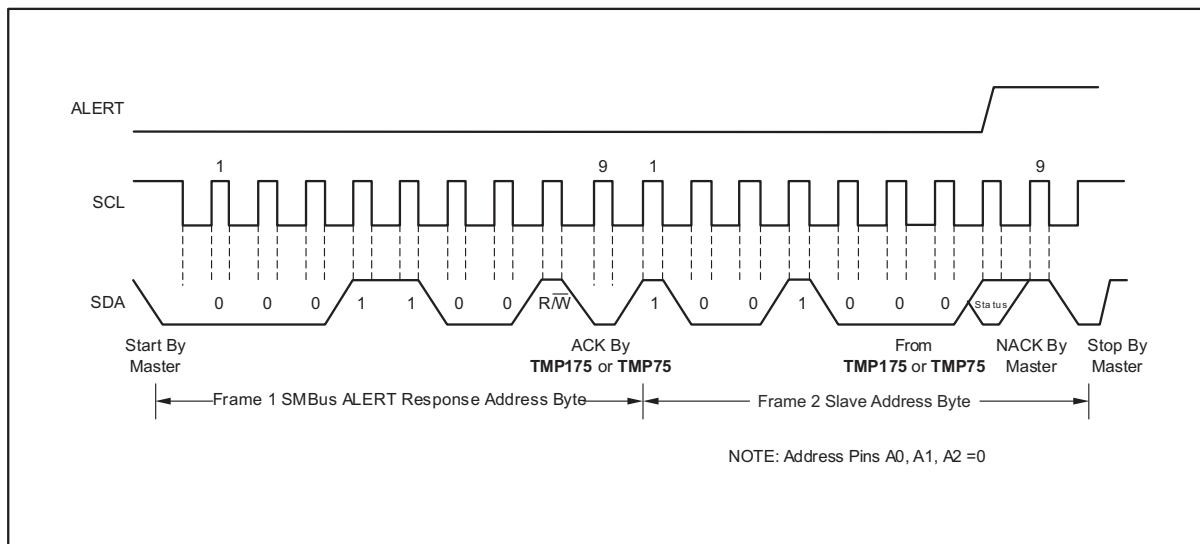 ALERT
1 9 1 9
SCL
SDA
0 0 0 1 1 0 0 R/W̅ 1 0 0 1 0 0 0 Status
Start By
Master
ACK By
TMP175 or TMP75
From
TMP175 or TMP75
NACK By
Master
Stop By
Master
Frame 1 SMBus ALERT Response Address Byte
Frame 2 Slave Address Byte
NOTE: Address Pins A0, A1, A2 =0